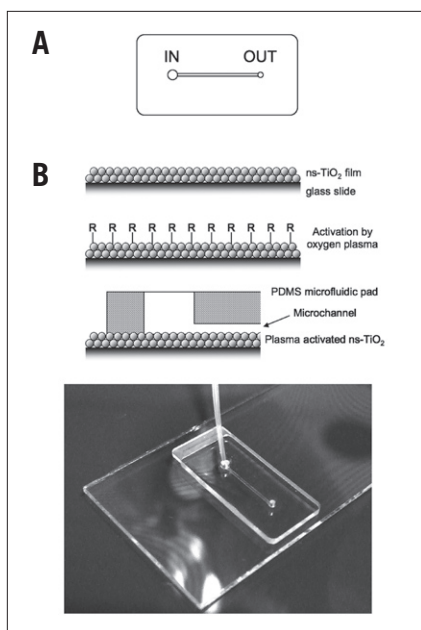 A
IN OUT
B
ns-TiO2 film
glass slide
R R R R R R R R R R R
Activation by
oxygen plasma
PDMS microfluidic pad
Microchannel
Plasma activated ns-TiO2